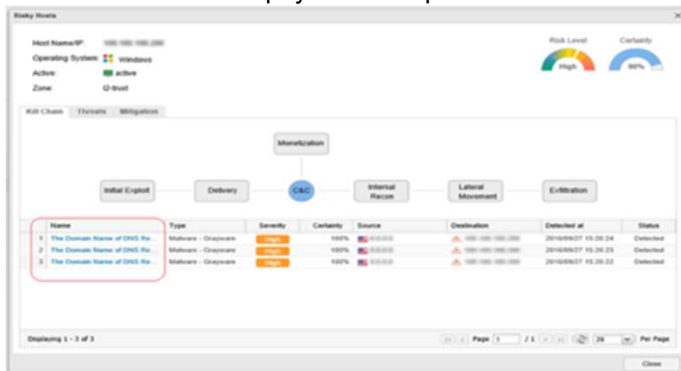 Risky Hosts
Host Name/IP:
Operating System: Windows
Active: active
Zone: l2-trust
Risk Level
High
Certainty
90%
Kill Chain Threats Mitigation
Monetization
Initial Exploit
Delivery
C&C
Internal Recon
Lateral Movement
Exfiltration
Name Type Severity Certainty Source Destination Detected at Status
1 The Domain Name of DNS Re... Malware - Grayware High 100% 2016/09/27 15:26:24 Detected
2 The Domain Name of DNS Re... Malware - Grayware High 100% 2016/09/27 15:26:23 Detected
3 The Domain Name of DNS Re... Malware - Grayware High 100% 2016/09/27 15:26:22 Detected
Displaying 1 - 3 of 3
Page 1 / 1 20 Per Page
Close